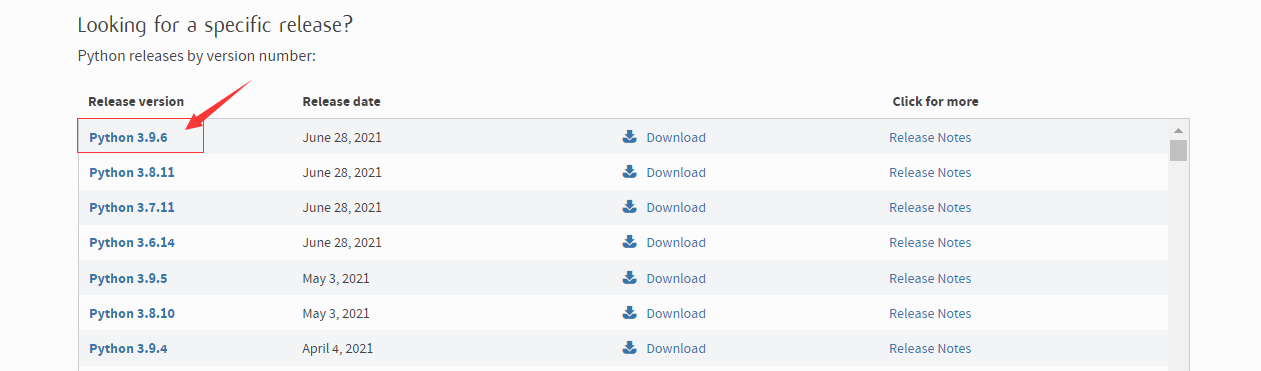 Looking for a specific release?
Python releases by version number:
Release version Release date Click for more
Python 3.9.6 June 28, 2021 Download Release Notes
Python 3.8.11 June 28, 2021 Download Release Notes
Python 3.7.11 June 28, 2021 Download Release Notes
Python 3.6.14 June 28, 2021 Download Release Notes
Python 3.9.5 May 3, 2021 Download Release Notes
Python 3.8.10 May 3, 2021 Download Release Notes
Python 3.9.4 April 4, 2021 Download Release Notes